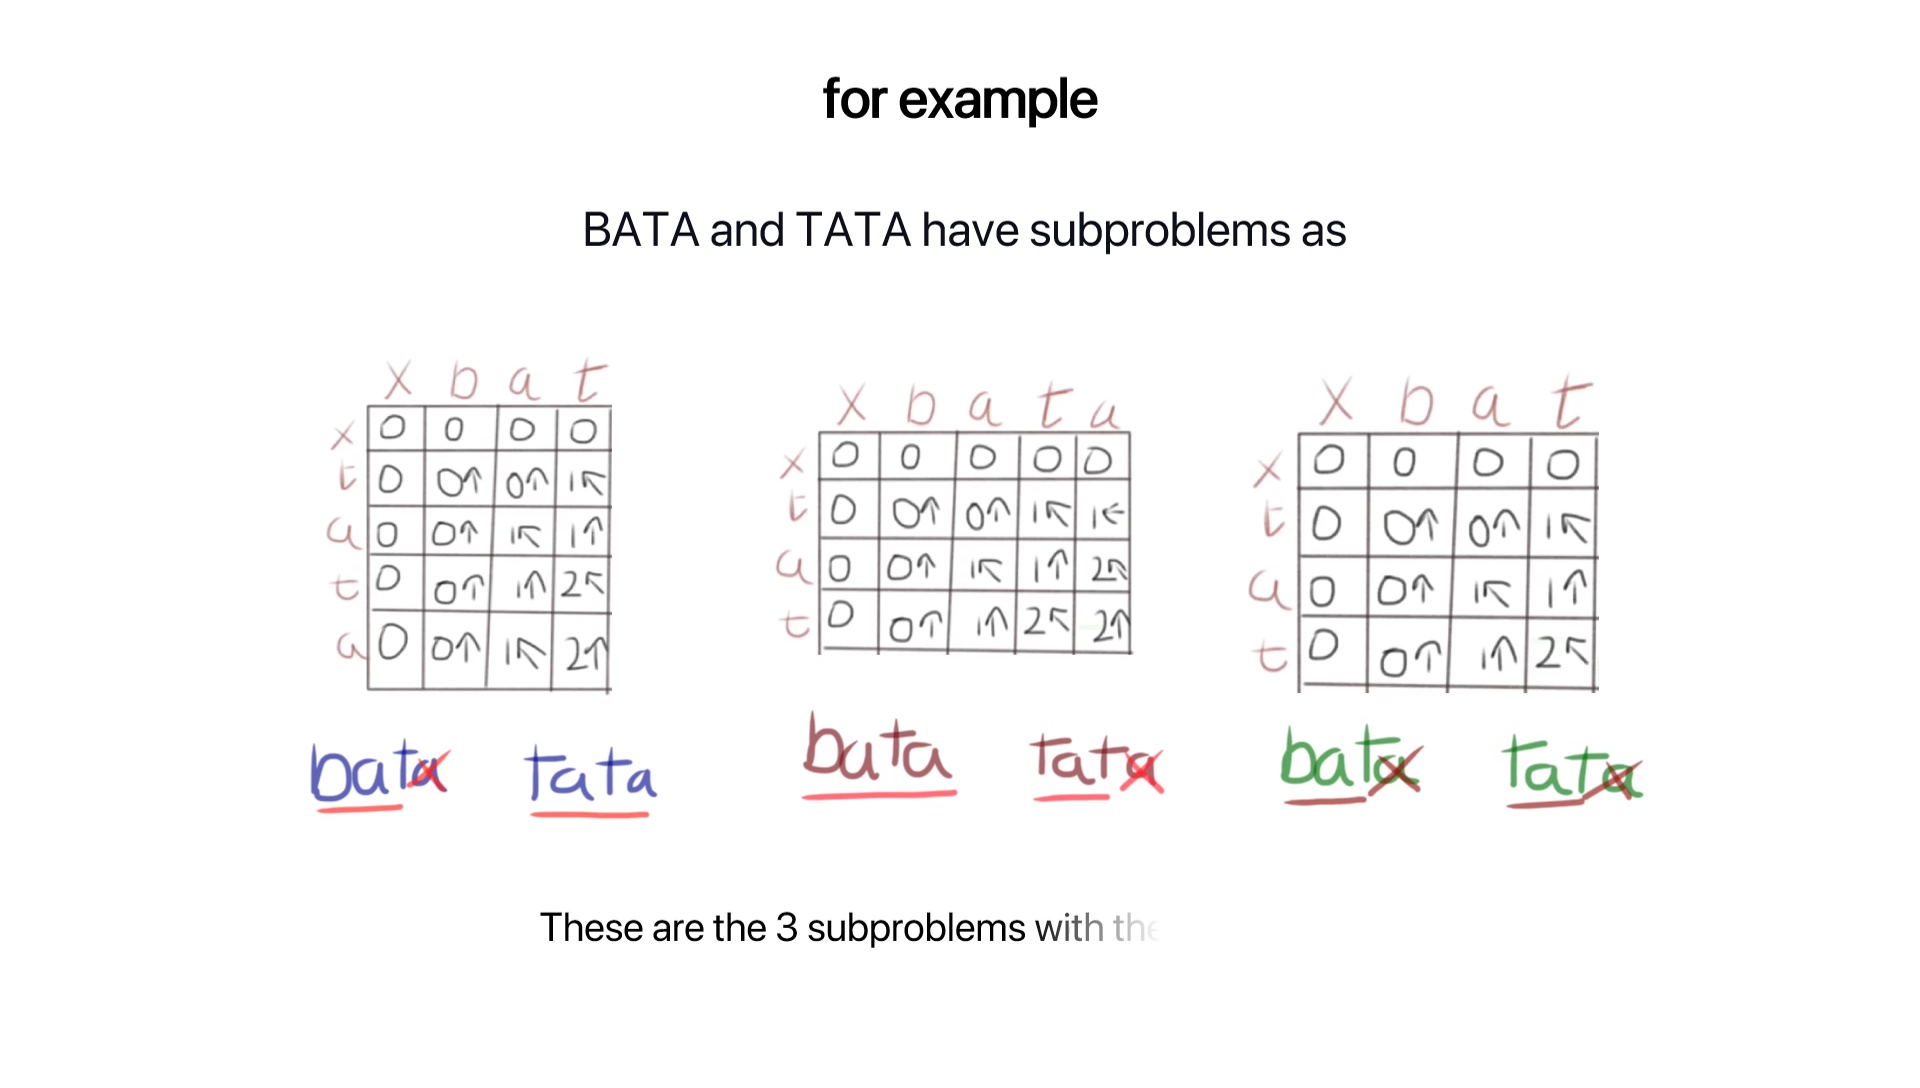 for example
BATA and TATA have subproblems as
x b a t
x 0 0 0 0
t 0 0↑ 0↑ 1↖
a 0 0↑ 1↖ 1↑
t 0 0↑ 1↑ 2↖
a 0 0↑ 1↖ 2↑
bata tata
x b a t a
x 0 0 0 0 0
t 0 0↑ 0↑ 1↖ 1←
a 0 0↑ 1↖ 1↑ 2↖
t 0 0↑ 1↑ 2↖ 2↑
bata tata
x b a t
x 0 0 0 0
t 0 0↑ 0↑ 1↖
a 0 0↑ 1↖ 1↑
t 0 0↑ 1↑ 2↖
bata tata
These are the 3 subproblems with the